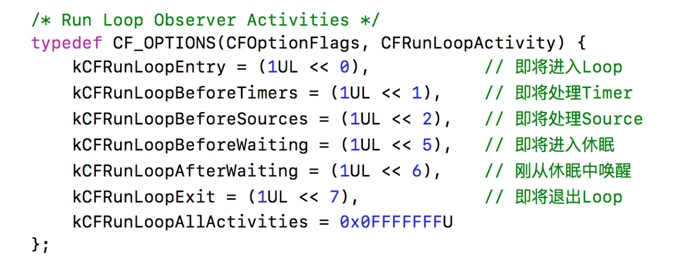 /* Run Loop Observer Activities */
typedef CF_OPTIONS(CFOptionFlags, CFRunLoopActivity) {
    kCFRunLoopEntry = (1UL << 0),             // 即将进入Loop
    kCFRunLoopBeforeTimers = (1UL << 1),      // 即将处理Timer
    kCFRunLoopBeforeSources = (1UL << 2),     // 即将处理Source
    kCFRunLoopBeforeWaiting = (1UL << 5),     // 即将进入休眠
    kCFRunLoopAfterWaiting = (1UL << 6),      // 刚从休眠中唤醒
    kCFRunLoopExit = (1UL << 7),              // 即将退出Loop
    kCFRunLoopAllActivities = 0x0FFFFFFFU
};